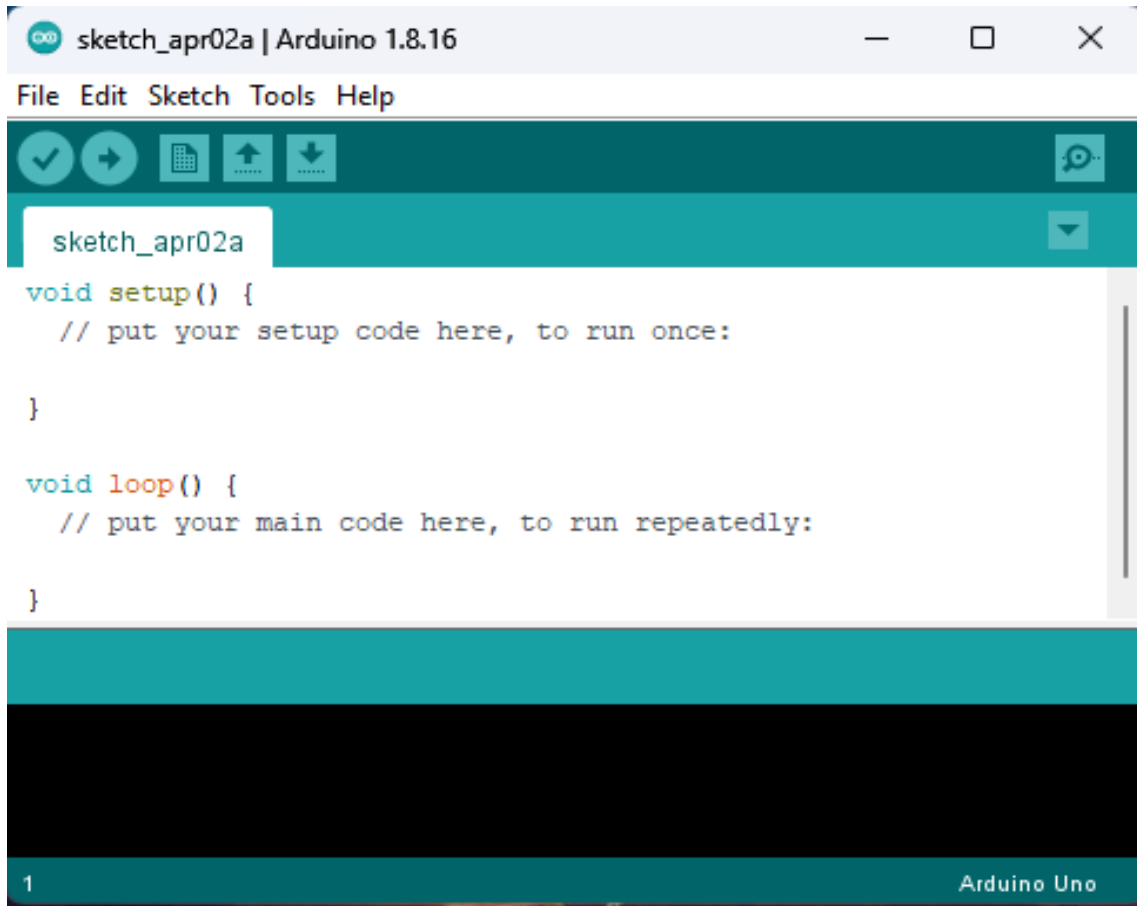 sketch_apr02a | Arduino 1.8.16
File Edit Sketch Tools Help
sketch_apr02a
void setup() {
  // put your setup code here, to run once:
}
void loop() {
  // put your main code here, to run repeatedly:
}
1 Arduino Uno